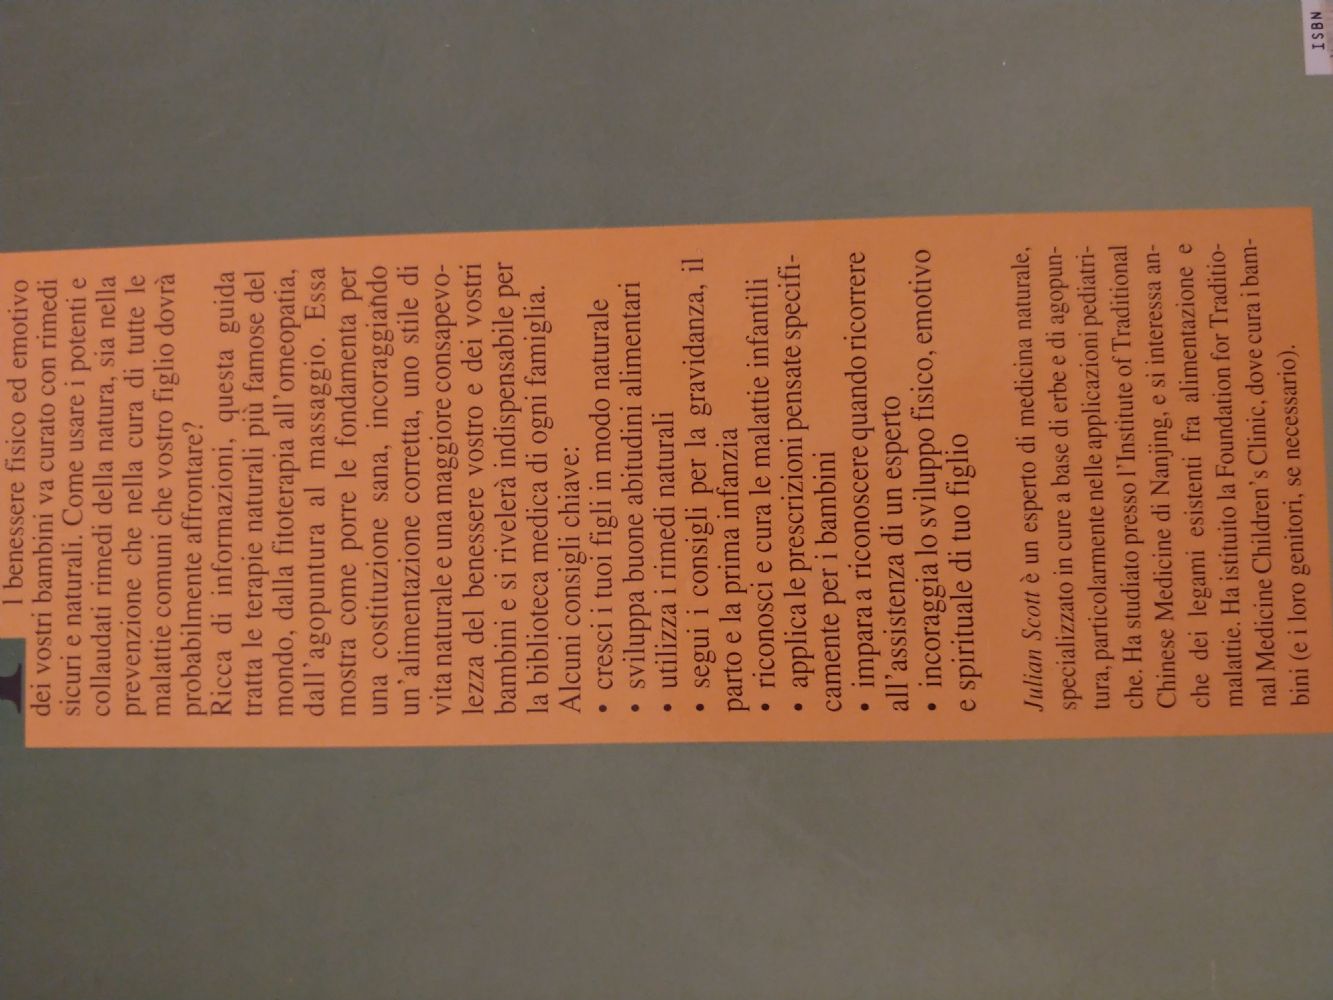 l benessere fisico ed emotivo
dei vostri bambini va curato con rimedi
sicuri e naturali. Come usare i potenti e
collaudati rimedi della natura, sia nella
prevenzione che nella cura di tutte le
malattie comuni che vostro figlio dovrà
probabilmente affrontare?
Ricca di informazioni, questa guida
tratta le terapie naturali più famose del
mondo, dalla fitoterapia all'omeopatia,
dall'agopuntura al massaggio. Essa
mostra come porre le fondamenta per
una costituzione sana, incoraggiando
un'alimentazione corretta, uno stile di
vita naturale e una maggiore consapevo-
lezza del benessere vostro e dei vostri
bambini e si rivelerà indispensabile per
la biblioteca medica di ogni famiglia.
Alcuni consigli chiave:
• cresci i tuoi figli in modo naturale
• sviluppa buone abitudini alimentari
• utilizza i rimedi naturali
• segui i consigli per la gravidanza, il
parto e la prima infanzia
• riconosci e cura le malattie infantili
• applica le prescrizioni pensate specifi-
camente per i bambini
• impara a riconoscere quando ricorrere
all'assistenza di un esperto
• incoraggia lo sviluppo fisico, emotivo
e spirituale di tuo figlio
Julian Scott è un esperto di medicina naturale,
specializzato in cure a base di erbe e di agopun-
tura, particolarmente nelle applicazioni pediatri-
che. Ha studiato presso l'Institute of Traditional
Chinese Medicine di Nanjing, e si interessa an-
che dei legami esistenti fra alimentazione e
malattie. Ha istituito la Foundation for Traditio-
nal Medicine Children's Clinic, dove cura i bam-
bini (e i loro genitori, se necessario).
ISBN